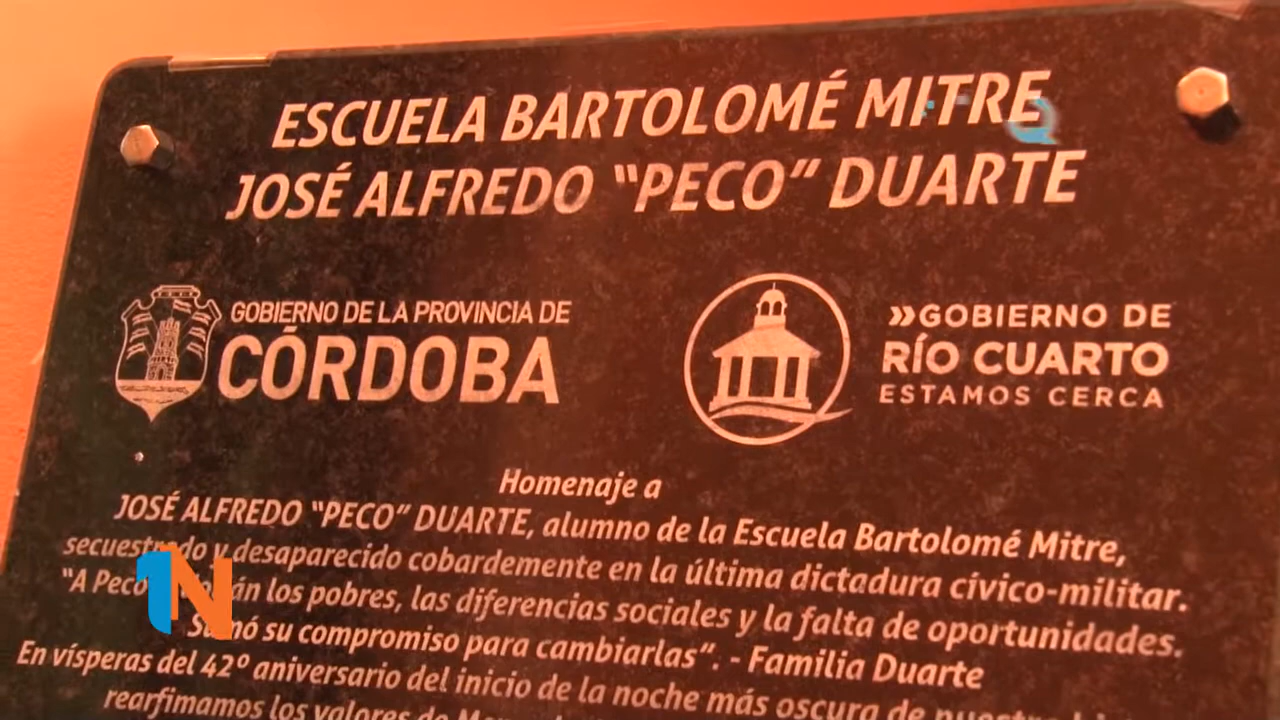 ESCUELA BARTOLOMÉ MITRE
JOSÉ ALFREDO “PECO” DUARTE
GOBIERNO DE LA PROVINCIA DE
CÓRDOBA
»GOBIERNO DE
RÍO CUARTO
ESTAMOS CERCA
Homenaje a
JOSÉ ALFREDO “PECO” DUARTE, alumno de la Escuela Bartolomé Mitre,
secuestrado y desaparecido cobardemente en la última dictadura cívico-militar.
“A Peco los pobres, las diferencias sociales y la falta de oportunidades.
su compromiso para cambiarlas”. - Familia Duarte
En vísperas del 42º aniversario del inicio de la noche más oscura de
rearfimamos los valores de
1N